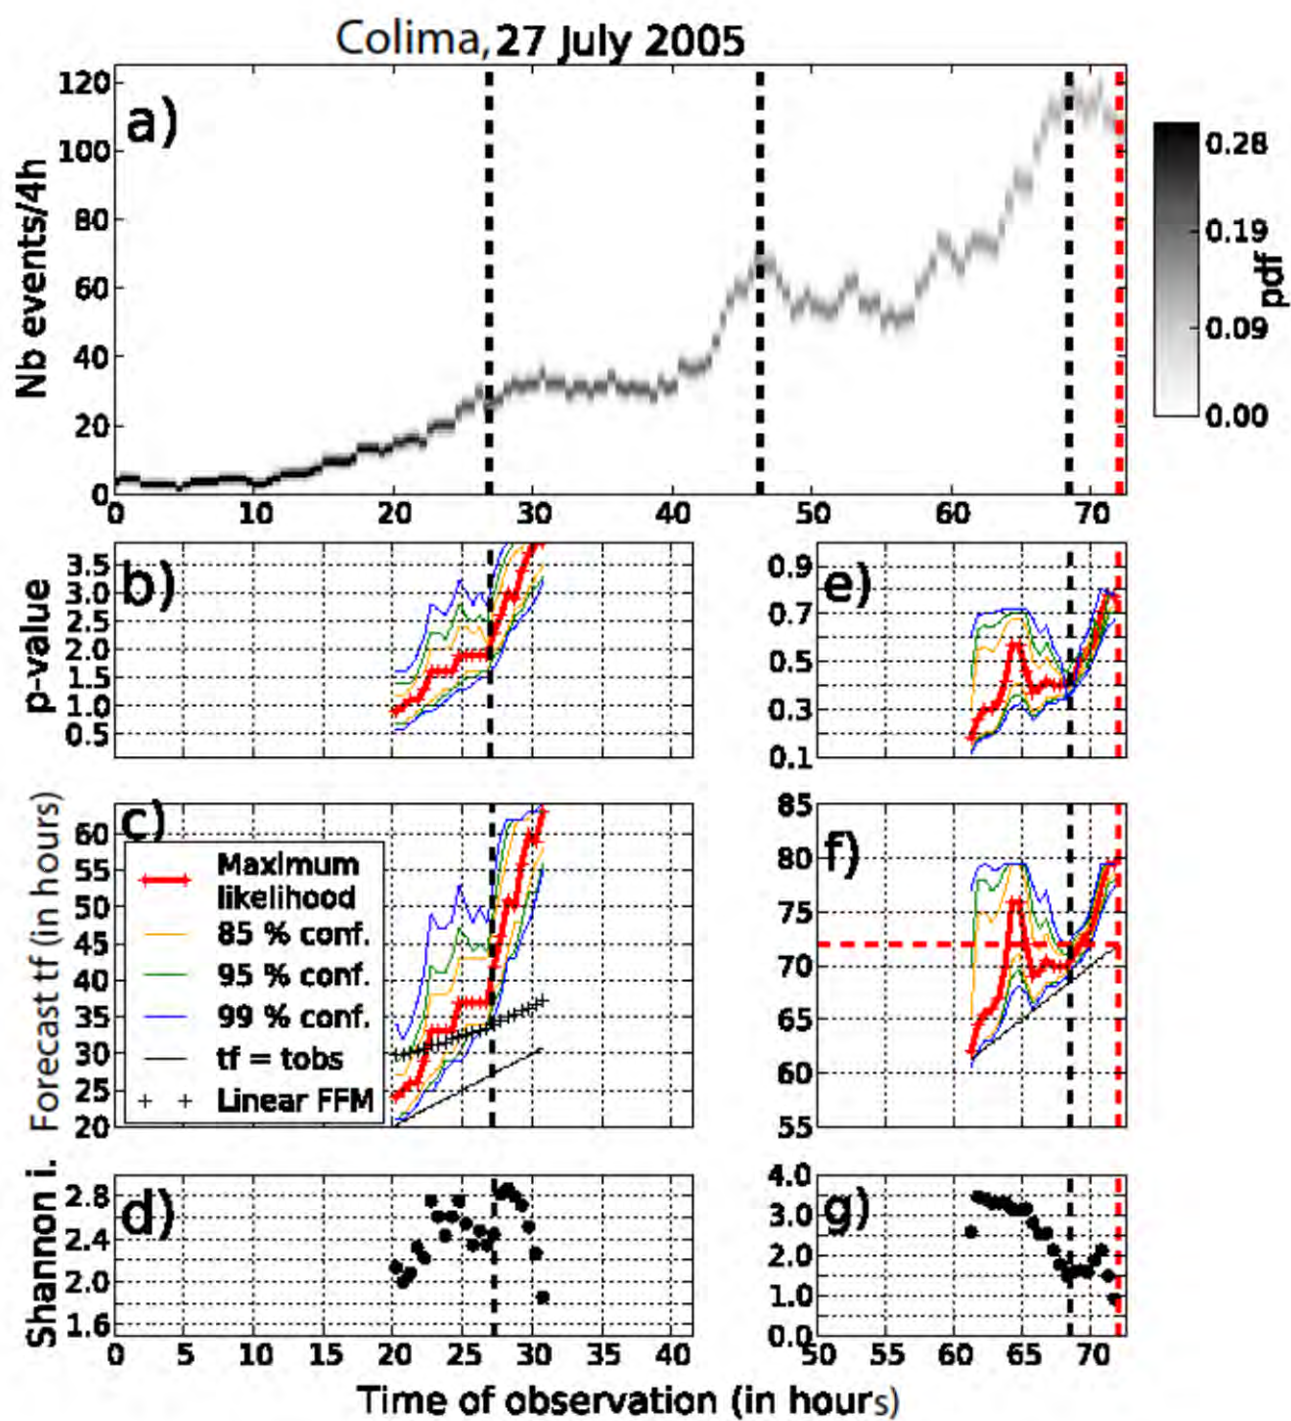 Colima, 27 July 2005
a)
Nb events/4h
120
100
80
60
40
20
0
0 10 20 30 40 50 60 70
0.28
0.19
0.09
0.00
pdf
b)
p-value
3.5
3.0
2.5
2.0
1.5
1.0
0.5
e)
0.9
0.7
0.5
0.3
0.1
c)
Forecast tf (in hours)
60
55
50
45
40
35
30
25
20
Maximum
likelihood
85 % conf.
95 % conf.
99 % conf.
tf = tobs
Linear FFM
f)
85
80
75
70
65
60
55
d)
Shannon i.
2.8
2.4
2.0
1.6
0 5 10 15 20 25 30 35 40
g)
4.0
3.0
2.0
1.0
0.0
50 55 60 65 70
Time of observation (in hours)